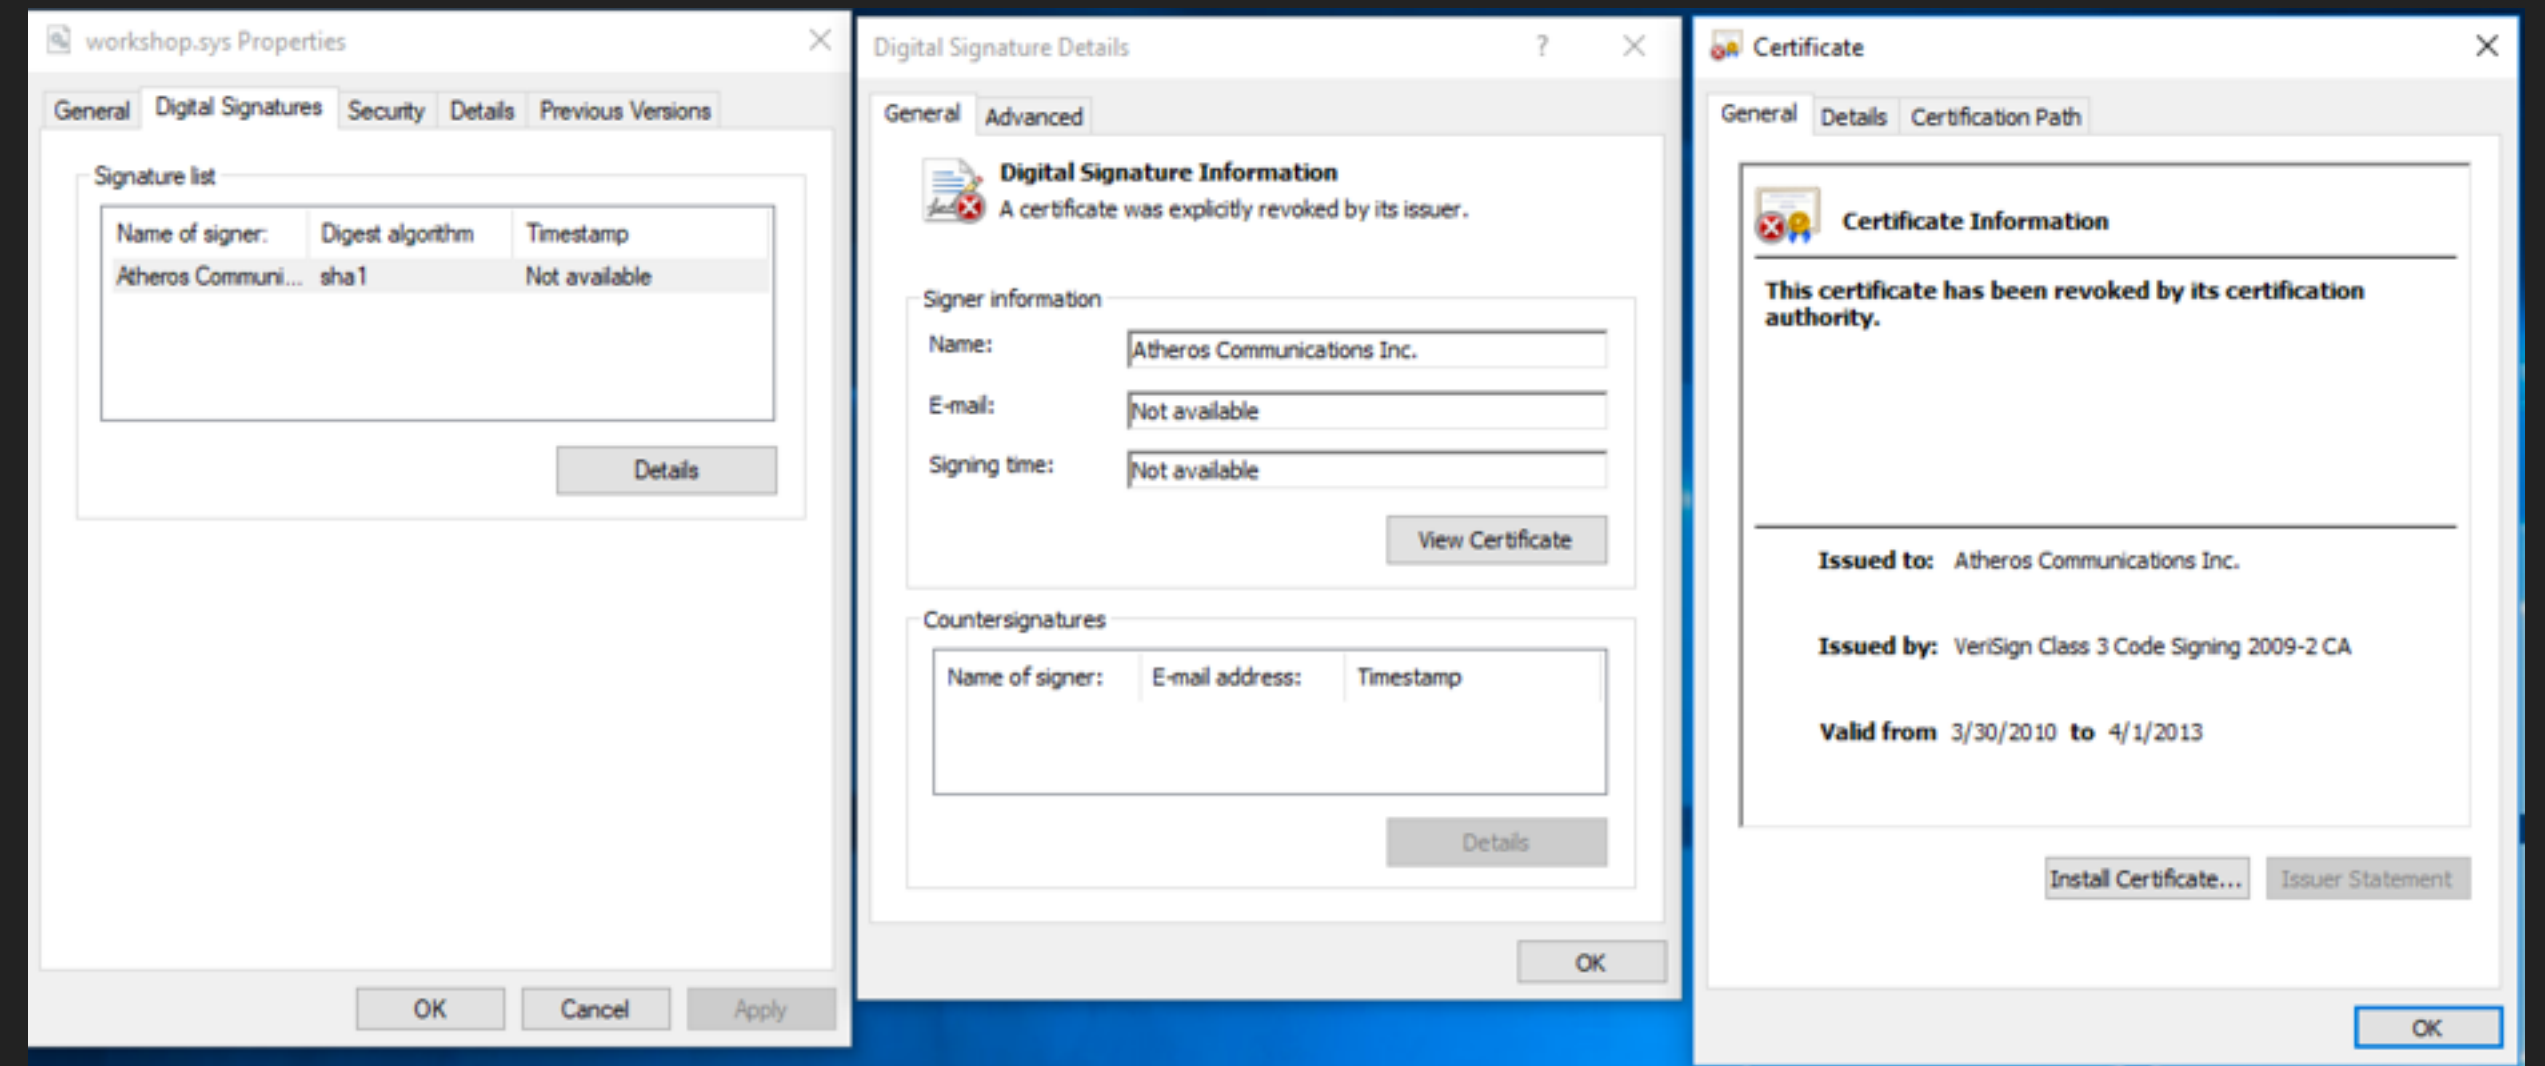 workshop.sys Properties
General Digital Signatures Security Details Previous Versions
Signature list
Name of signer: Digest algorithm Timestamp
Atheros Communi... sha1 Not available
Details
OK Cancel Apply
Digital Signature Details ?
General Advanced
Digital Signature Information
A certificate was explicitly revoked by its issuer.
Signer information
Name: Atheros Communications Inc.
E-mail: Not available
Signing time: Not available
View Certificate
Countersignatures
Name of signer: E-mail address: Timestamp
Details
OK
Certificate
General Details Certification Path
Certificate Information
This certificate has been revoked by its certification
authority.
Issued to: Atheros Communications Inc.
Issued by: VeriSign Class 3 Code Signing 2009-2 CA
Valid from 3/30/2010 to 4/1/2013
Install Certificate... Issuer Statement
OK